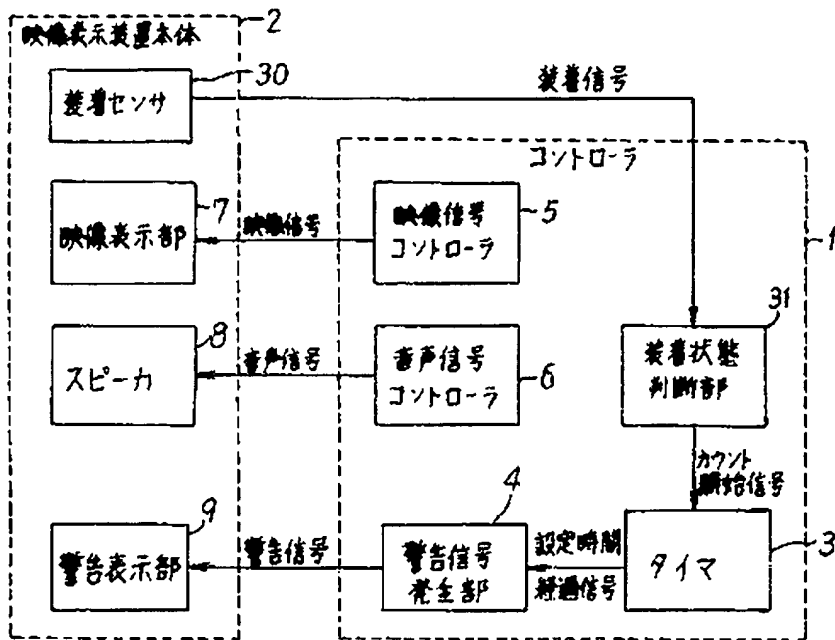 映像表示装置本体
2
装着センサ
30
装着信号
コントローラ
1
映像表示部
7
映像信号
映像信号
コントローラ
5
スピーカ
8
音声信号
音声信号
コントローラ
6
装着状態
判断部
31
カウント
開始信号
警告表示部
9
警告信号
警告信号
発生部
4
設定時間
経過信号
タイマ
3